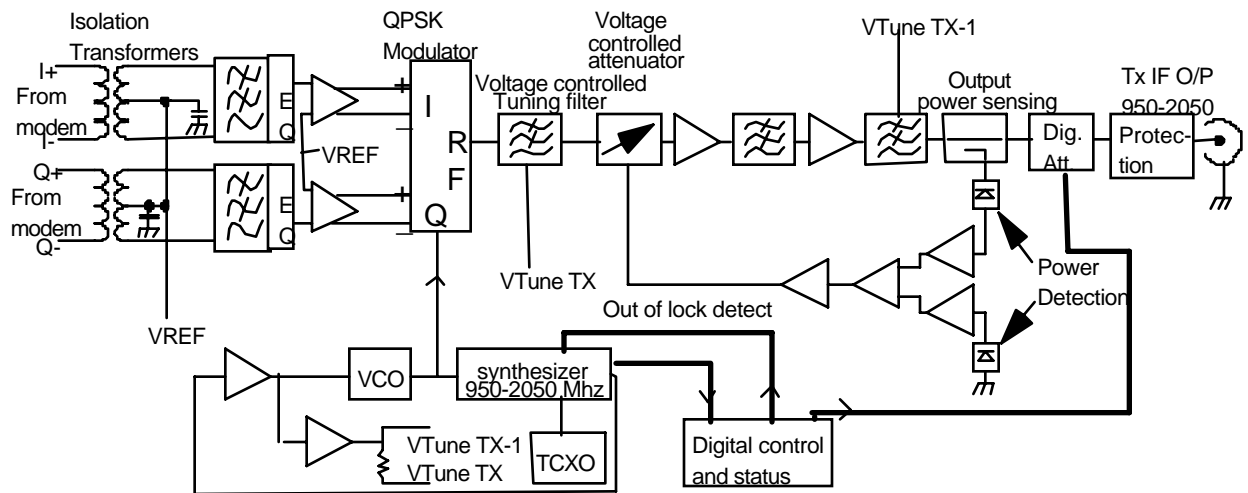 Isolation
Transformers
QPSK
Modulator
Voltage
controlled
attenuator
VTune TX-1
Output
power sensing
Tx IF O/P
950-2050
Voltage controlled
Tuning filter
I+
From
modem
I-
E
Q
+
I
_
VREF
R
F
Dig.
Att.
Protec-
tion
Q+
From
modem
Q-
E
Q
+
Q
_
VTune TX
Power
Detection
VREF
Out of lock detect
VCO
synthesizer
950-2050 Mhz
VTune TX-1
VTune TX
TCXO
Digital control
and status